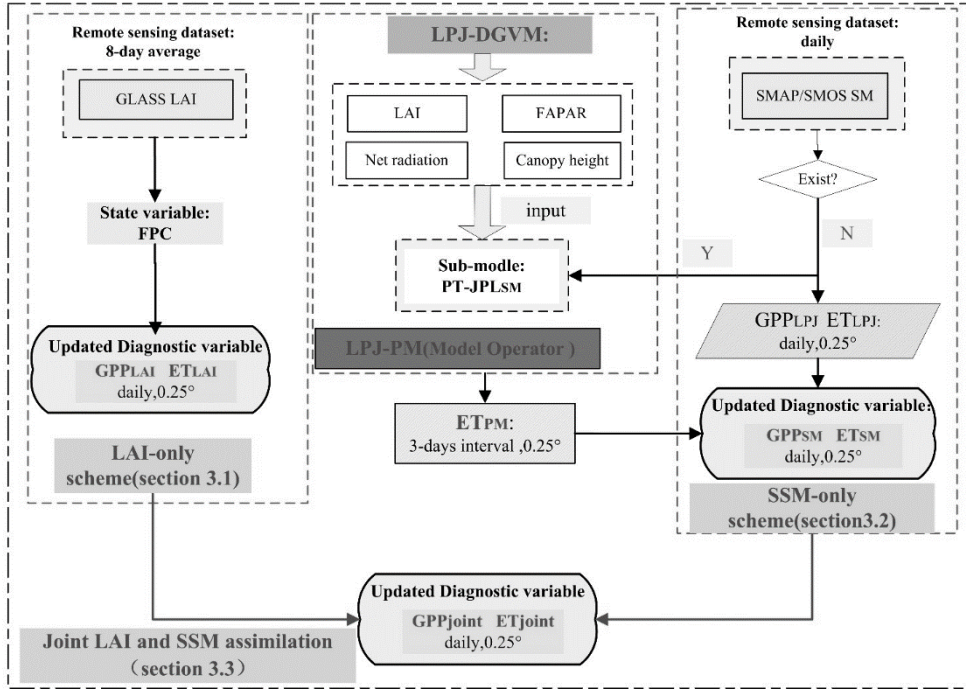 Remote sensing dataset:
8-day average
GLASS LAI
State variable:
FPC
Updated Diagnostic variable
GPPLAI ETLAI
daily,0.25°
LAI-only
scheme(section 3.1)
LPJ-DGVM:
LAI
FAPAR
Net radiation
Canopy height
input
Sub-modle:
PT-JPLSM
LPJ-PM(Model Operator )
ETPM:
3-days interval ,0.25°
Remote sensing dataset:
daily
SMAP/SMOS SM
Exist?
Y
N
GPPLPJ ETLPJ:
daily,0.25°
Updated Diagnostic variable:
GPPSM ETSM
daily,0.25°
SSM-only
scheme(section3.2)
Updated Diagnostic variable
GPPjoint ETjoint
daily,0.25°
Joint LAI and SSM assimilation
（section 3.3）